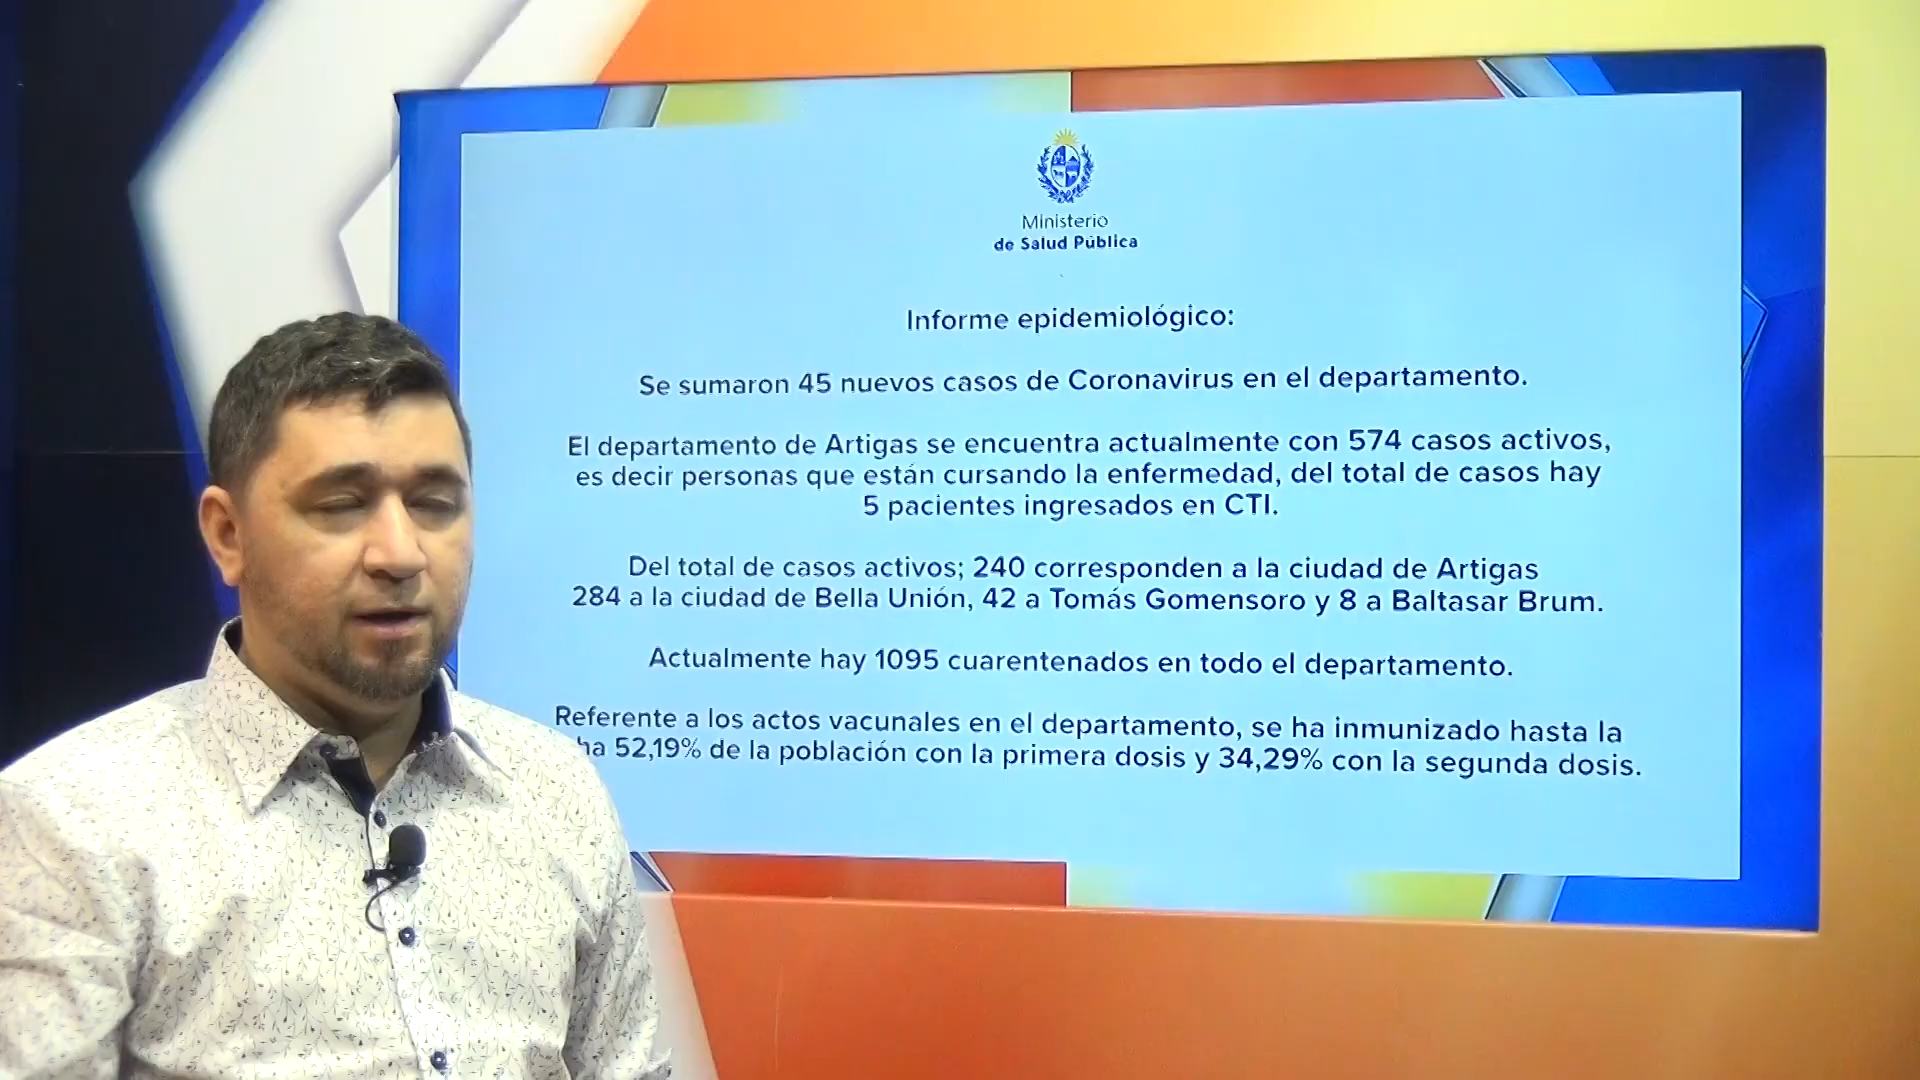 Ministerio
de Salud Pública
Informe epidemiológico:
Se sumaron 45 nuevos casos de Coronavirus en el departamento.
El departamento de Artigas se encuentra actualmente con 574 casos activos,
es decir personas que están cursando la enfermedad, del total de casos hay
5 pacientes ingresados en CTI.
Del total de casos activos; 240 corresponden a la ciudad de Artigas
284 a la ciudad de Bella Unión, 42 a Tomás Gomensoro y 8 a Baltasar Brum.
Actualmente hay 1095 cuarentenados en todo el departamento.
Referente a los actos vacunales en el departamento, se ha inmunizado hasta la
ha 52,19% de la población con la primera dosis y 34,29% con la segunda dosis.